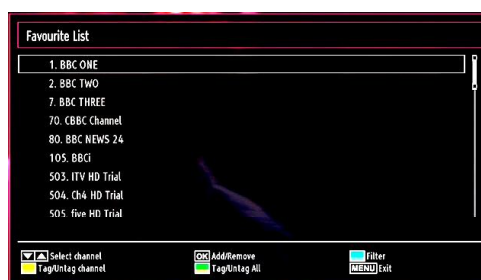 Favourite List
1. BBC ONE
2. BBC TWO
7. BBC THREE
70. CBBC Channel
80. BBC NEWS 24
105. BBCi
503. ITV HD Trial
504. Ch4 HD Trial
505. five HD Trial
Select channel OK Add/Remove Filter
Tag/Untag channel Tag/Untag All MENU Exit